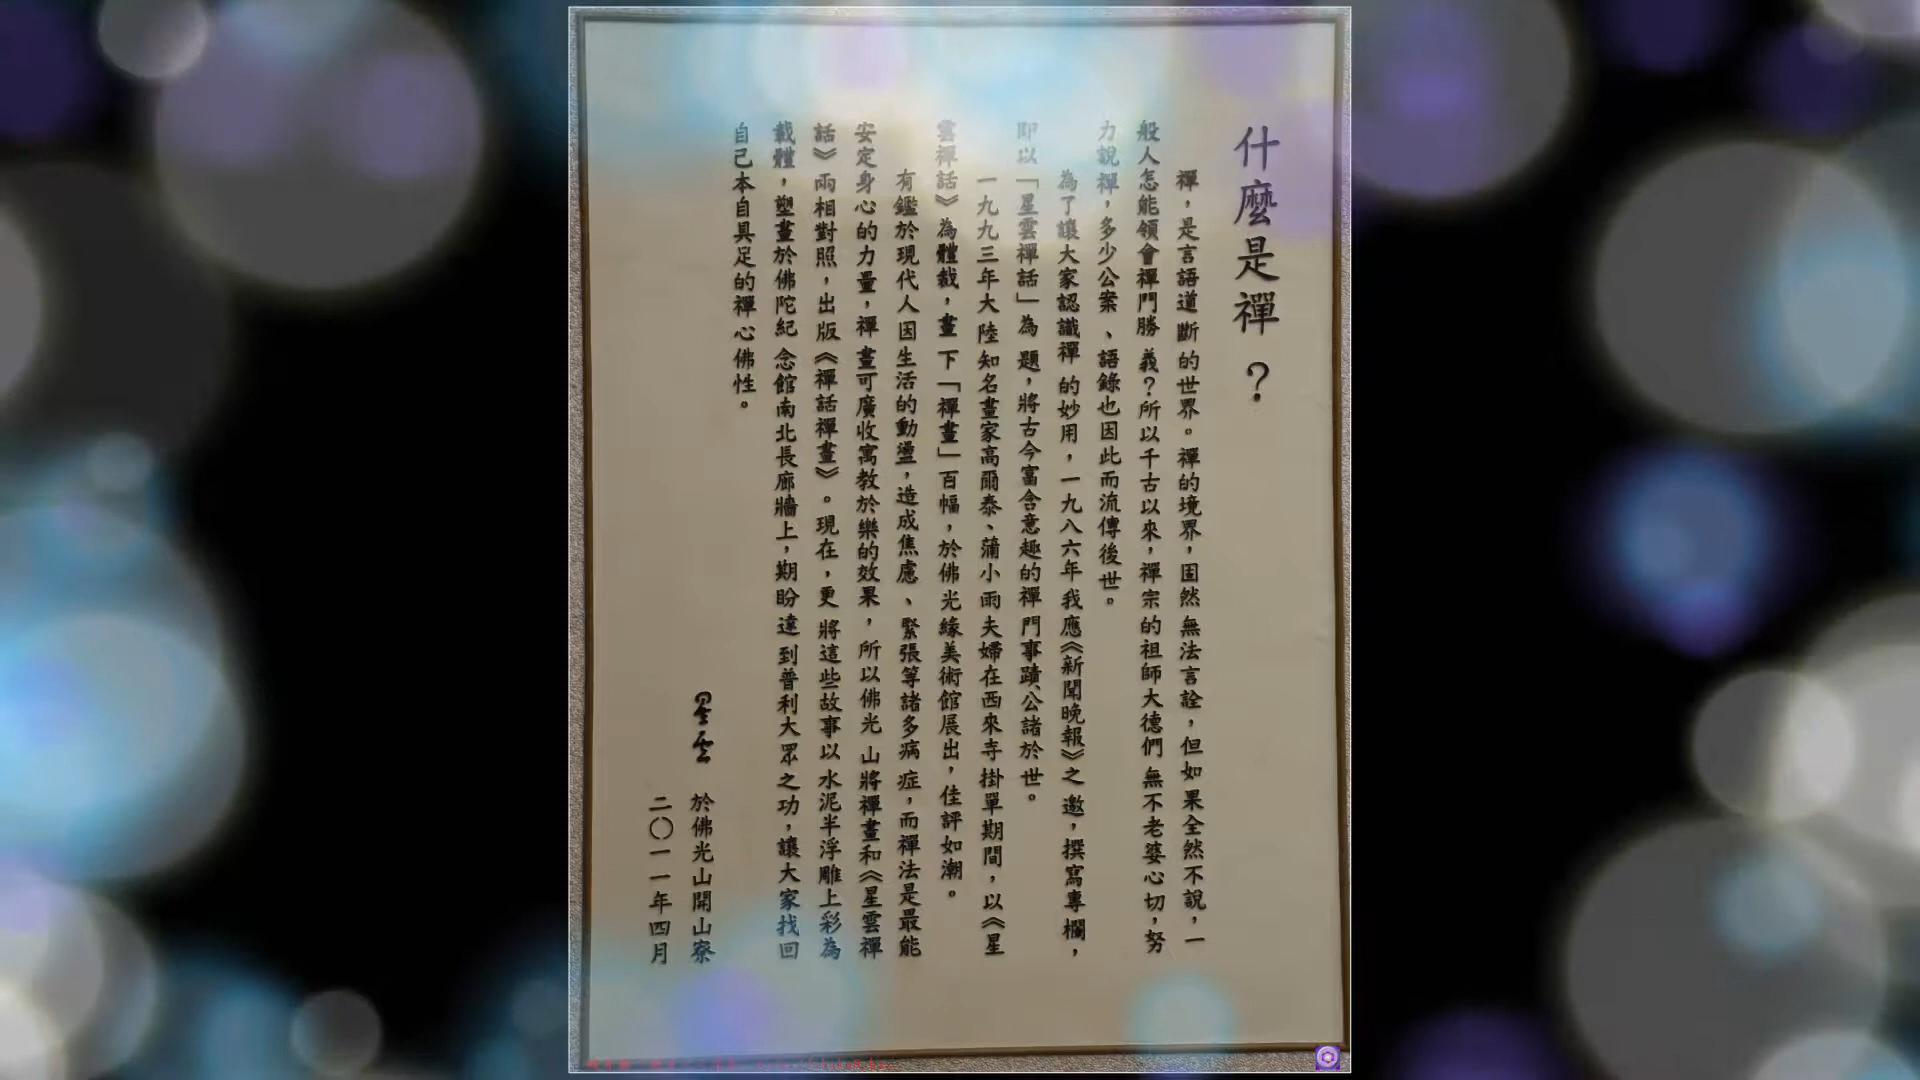 什麼是禪？
禪，是言語道斷的世界。禪的境界，固然無法言詮，但如果全然不說，一
般人怎能領會禪門勝義？所以千古以來，禪宗的祖師大德們無不老婆心切，努
力說禪，多少公案、語錄也因此而流傳後世。
為了讓大家認識禪的妙用，一九八六年我應《新聞晚報》之邀，撰寫專欄，
即以「星雲禪話」為題，將古今富含意趣的禪門事蹟公諸於世。
一九九三年大陸知名畫家高爾泰、蒲小雨夫婦在西來寺掛單期間，以《星
雲禪話》為體裁，畫下「禪畫」百幅，於佛光緣美術館展出，佳評如潮。
有鑑於現代人因生活的動盪，造成焦慮、緊張等諸多病症，而禪法是最能
安定身心的力量，禪畫可廣收寓教於樂的效果，所以佛光山將禪畫和《星雲禪
話》兩相對照，出版《禪話禪畫》。現在，更將這些故事以水泥半浮雕上彩為
載體，塑畫於佛陀紀念館南北長廊牆上，期盼達到普利大眾之功，讓大家找回
自己本自具足的禪心佛性。
星雲 於佛光山開山寮
二〇一一年四月